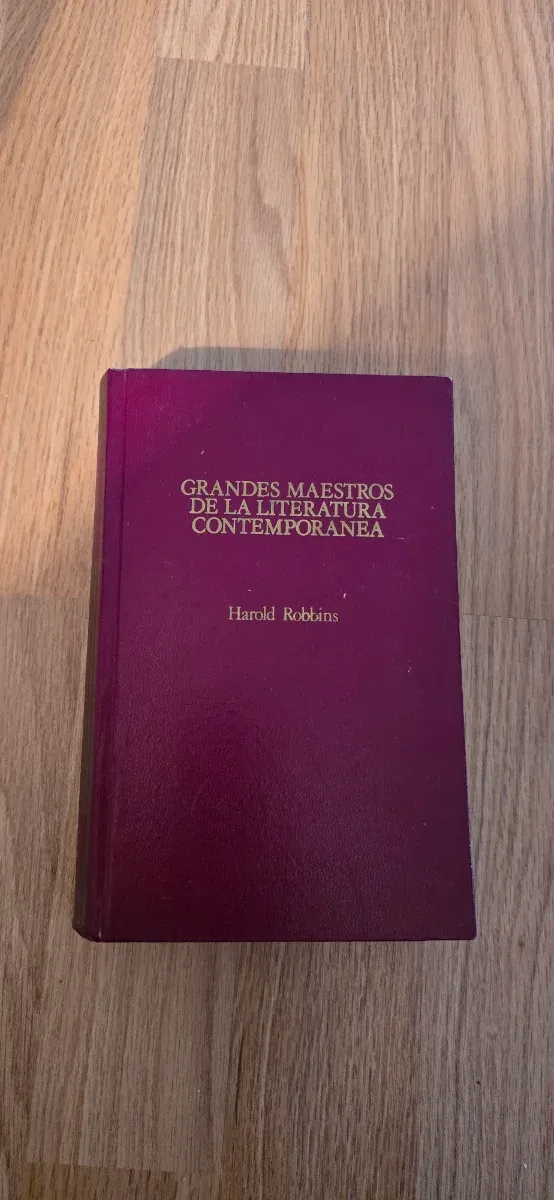 GRANDES MAESTROS
DE LA LITERATURA
CONTEMPORANEA
Harold Robbins